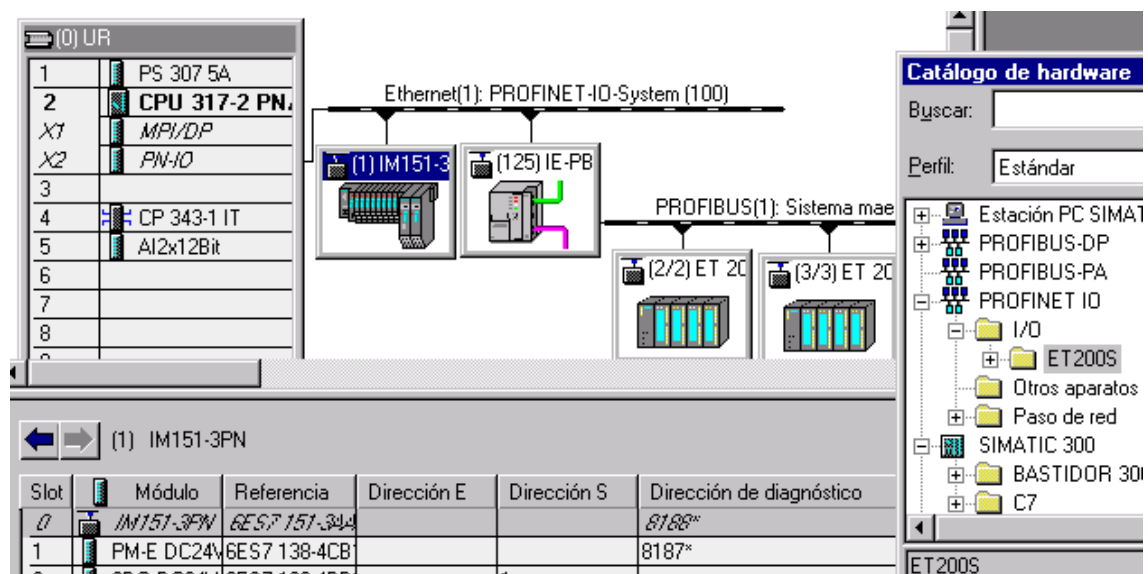 (0) UR
1 PS 307 5A
2 CPU 317-2 PN
X1 MPI/DP
X2 PN-IO
3
4 CP 343-1 IT
5 AI2x12Bit
6
7
8
Ethernet(1): PROFINET-IO-System (100)
(1) IM151-3
(125) IE-PB
PROFIBUS(1): Sistema mae
(2/2) ET 20
(3/3) ET 20
Catálogo de hardware
Buscar:
Perfil: Estándar
Estación PC SIMAT
PROFIBUS-DP
PROFIBUS-PA
PROFINET IO
I/O
ET200S
Otros aparatos
Paso de red
SIMATIC 300
BASTIDOR 300
C7
ET200S
(1) IM151-3PN
Slot Módulo Referencia Dirección E Dirección S Dirección de diagnóstico
0 IM151-3PN 6ES7 151-3AA 8188*
1 PM-E DC24V 6ES7 138-4CB 8187*